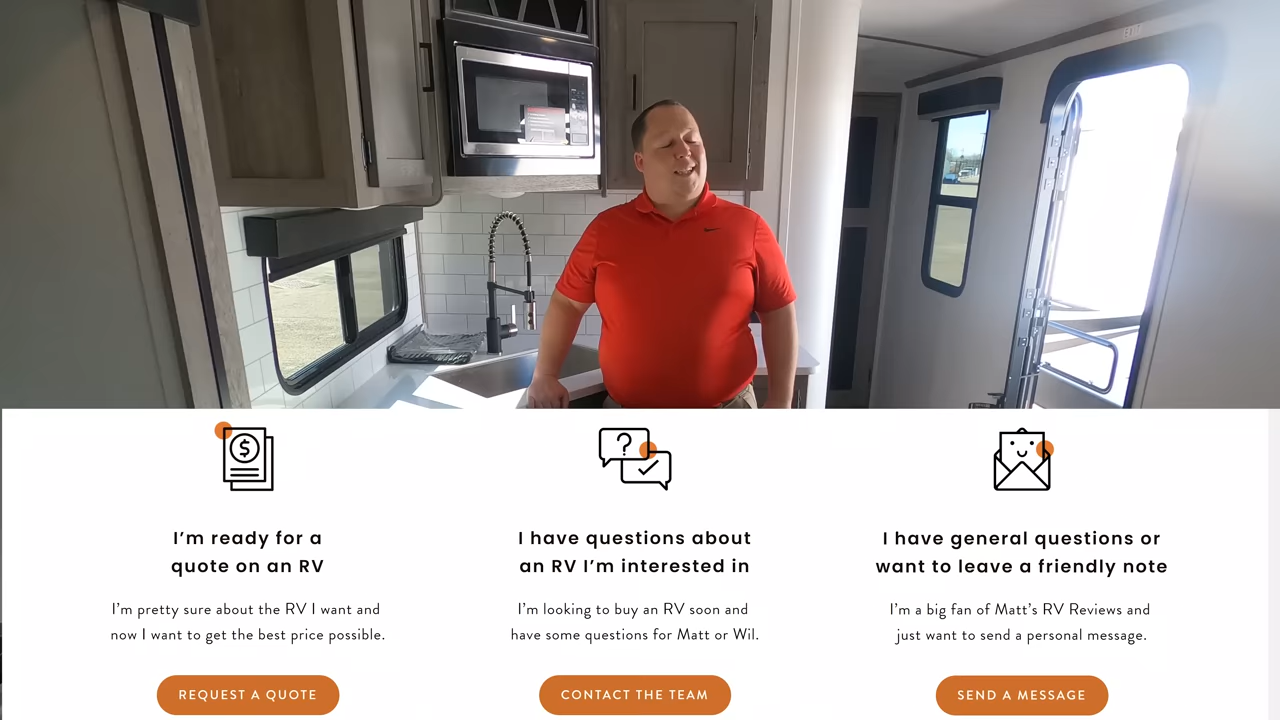 EXIT
I'm ready for a
quote on an RV
I'm pretty sure about the RV I want and
now I want to get the best price possible.
REQUEST A QUOTE
I have questions about
an RV I'm interested in
I'm looking to buy an RV soon and
have some questions for Matt or Wil.
CONTACT THE TEAM
I have general questions or
want to leave a friendly note
I'm a big fan of Matt's RV Reviews and
just want to send a personal message.
SEND A MESSAGE